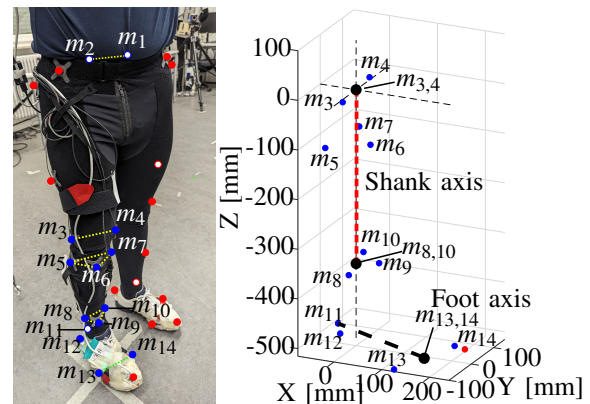 m1
m2
m3
m4
m5
m6
m7
m8
m9
m10
m11
m12
m13
m14
100
0
-100
-200
-300
-400
-500
Z [mm]
m4
m3,4
m3
m7
m5
m6
Shank axis
m10
m8,10
m9
m8
Foot axis
m11
m13,14
m12
m14
m13
0
100
200
X [mm]
-100
0
100
Y [mm]